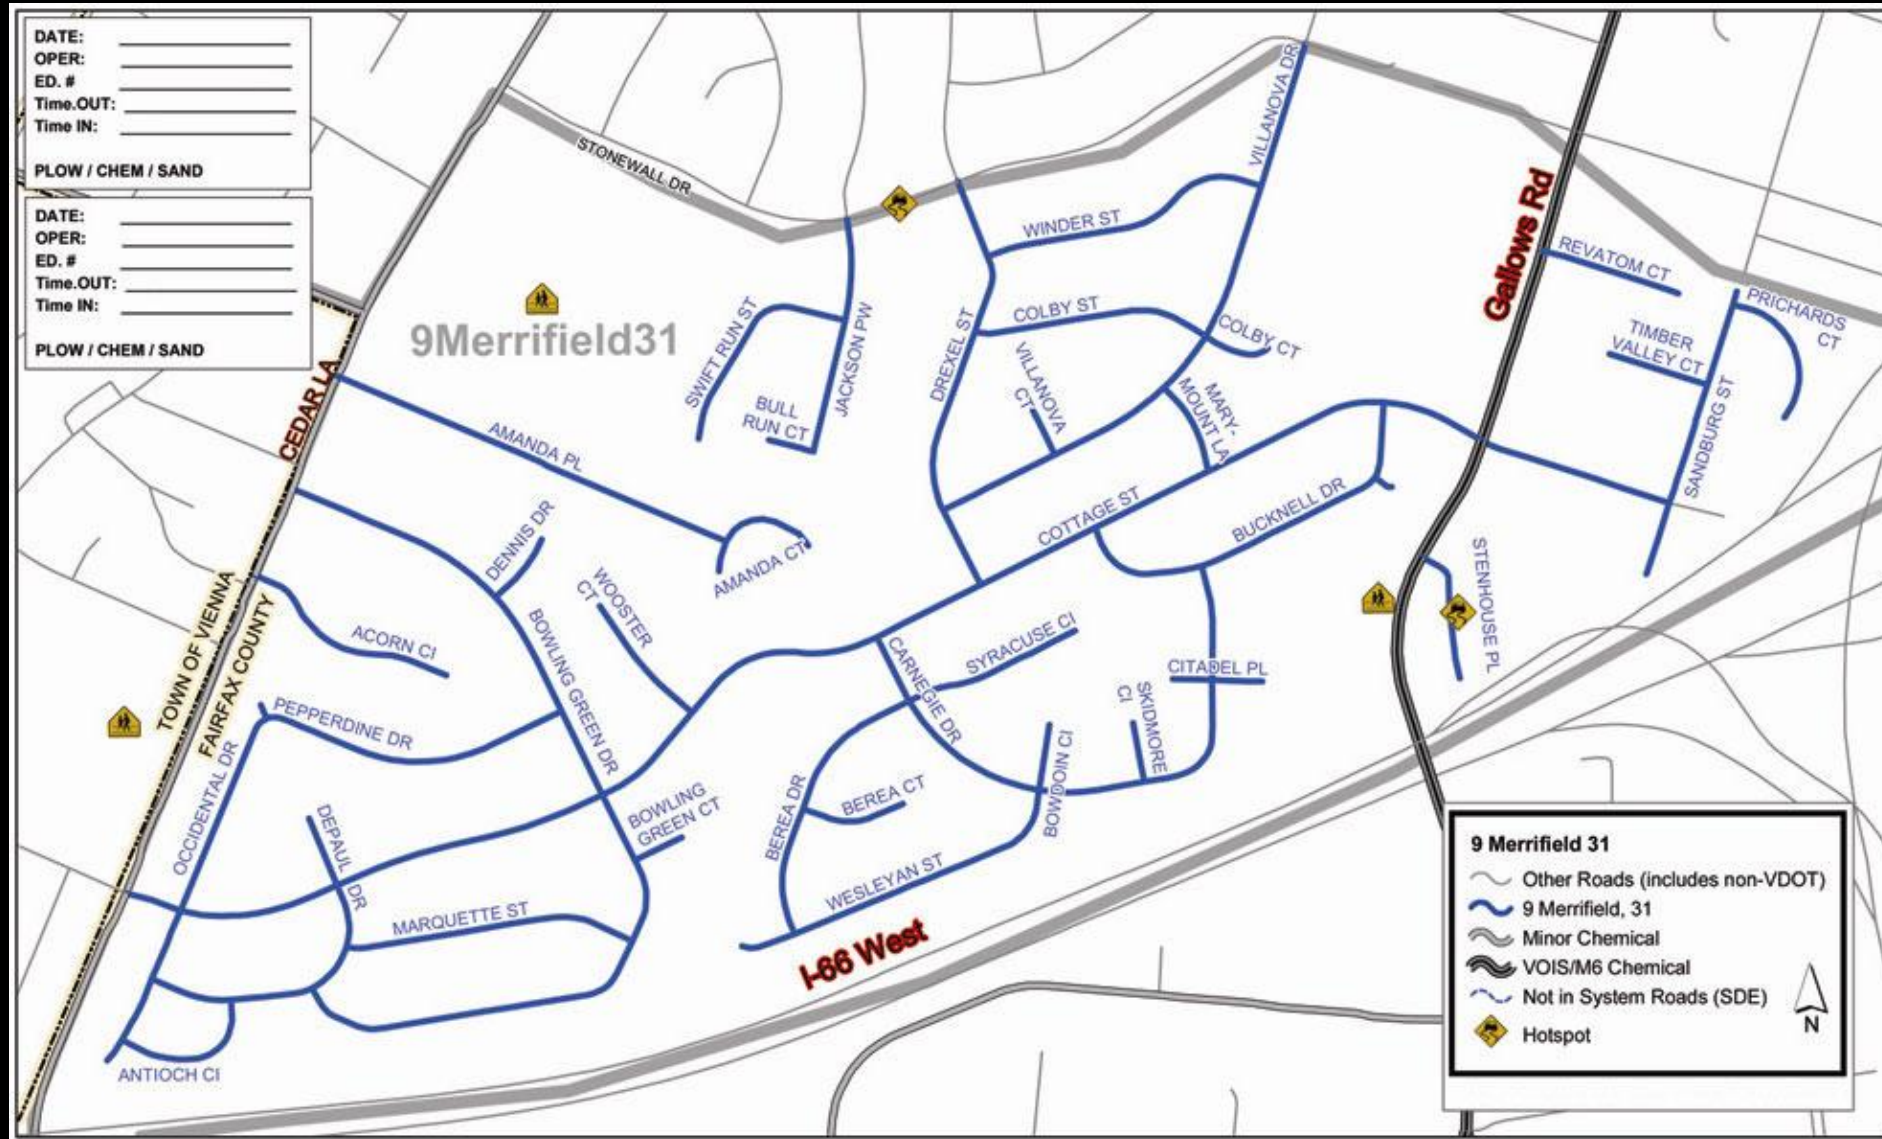 DATE:
OPER:
ED. #
Time.OUT:
Time IN:
PLOW / CHEM / SAND
DATE:
OPER:
ED. #
Time.OUT:
Time IN:
PLOW / CHEM / SAND
STONEWALL DR
VILLANOVA DR
WINDER ST
Gallows Rd
REVATOM CT
PRICHARDS
CT
TIMBER
VALLEY CT
SANDBURG ST
9Merrifield31
SWIFT RUN ST
JACKSON PW
BULL
RUN CT
DREXEL ST
COLBY ST
COLBY CT
VILLANOVA
CT
MARY-
MOUNT LA
CEDAR LA
AMANDA PL
AMANDA CT
DENNIS DR
WOOSTER
CT
COTTAGE ST
BUCKNELL DR
STENHOUSE PL
TOWN OF VIENNA
FAIRFAX COUNTY
ACORN CI
BOWLING GREEN DR
CARNEGIE DR
SYRACUSE CI
CITADEL PL
SKIDMORE
CI
PEPPERDINE DR
OCCIDENTAL DR
DEPAUL DR
BOWLING
GREEN CT
BEREA DR
BEREA CT
BOWDOIN CI
WESLEYAN ST
MARQUETTE ST
I-66 West
ANTIOCH CI
9 Merrifield 31
Other Roads (includes non-VDOT)
9 Merrifield, 31
Minor Chemical
VOIS/M6 Chemical
Not in System Roads (SDE)
Hotspot
N